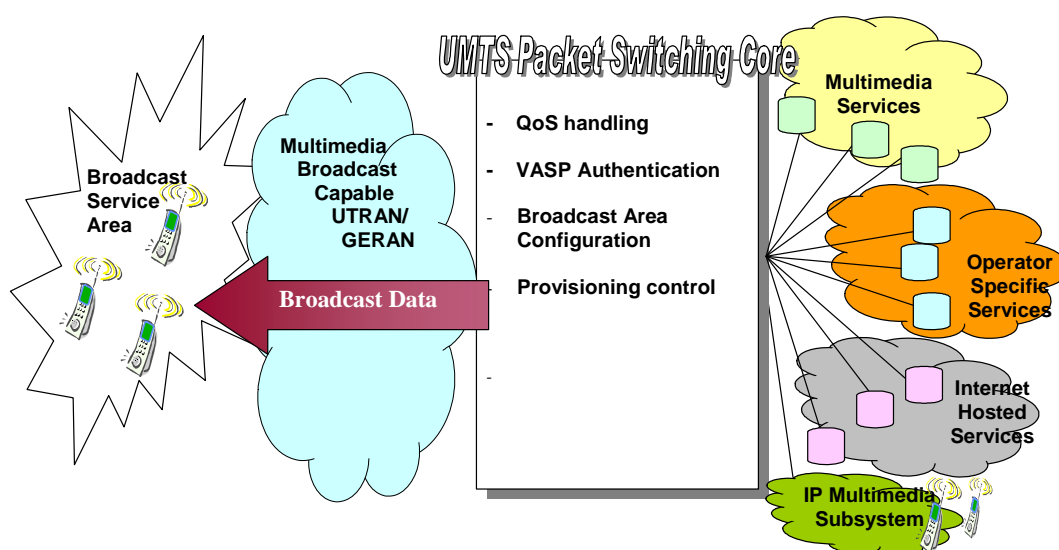 UMTS Packet Switching Core
Broadcast
Service
Area
Multimedia
Broadcast
Capable
UTRAN/
GERAN
Broadcast Data
- QoS handling
- VASP Authentication
- Broadcast Area
Configuration
- Provisioning control
-
Multimedia
Services
Operator
Specific
Services
Internet
Hosted
Services
IP Multimedia
Subsystem